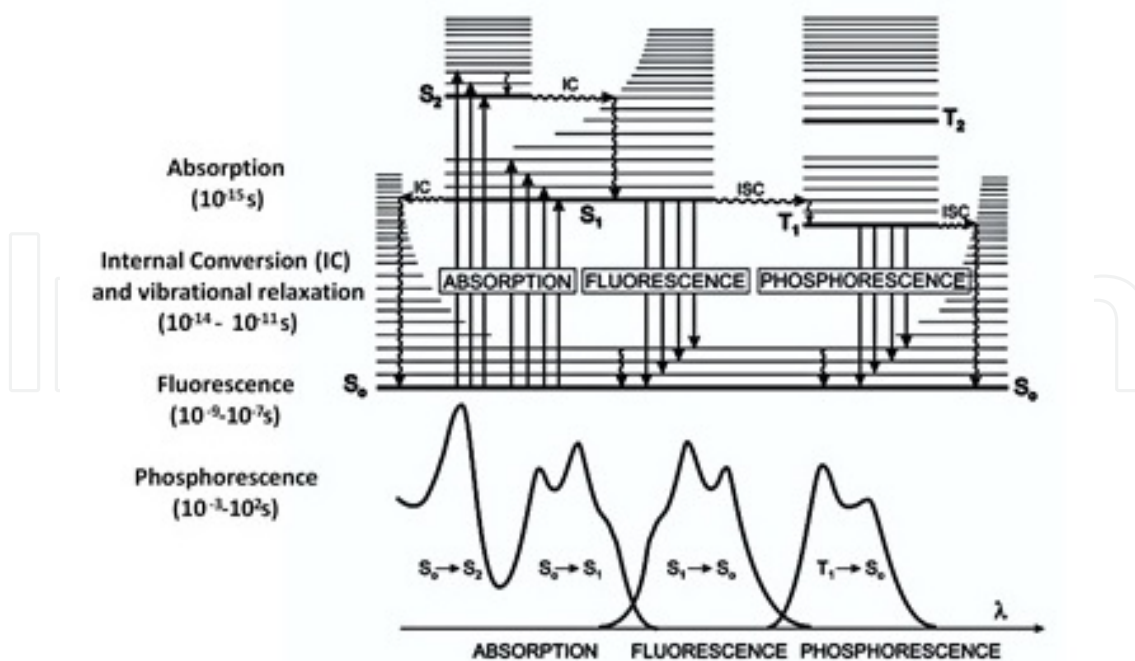 S₂
IC
T₂
Absorption
(10⁻¹⁵s)
IC
S₁
ISC
T₁
ISC
Internal Conversion (IC)
and vibrational relaxation
(10⁻¹⁴ - 10⁻¹¹s)
ABSORPTION
FLUORESCENCE
PHOSPHORESCENCE
Fluorescence
(10⁻⁹-10⁻⁷s)
S₀
S₀
Phosphorescence
(10⁻³-10²s)
S₀→S₂
S₀→S₁
S₁→S₀
T₁→S₀
λ
ABSORPTION
FLUORESCENCE
PHOSPHORESCENCE